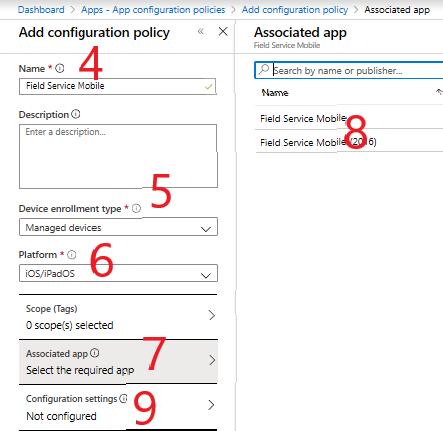 Dashboard > Apps - App configuration policies > Add configuration policy > Associated app
Add configuration policy « ×
4
Name * ⓘ
Field Service Mobile
Description ⓘ
Enter a description...
5
Device enrollment type * ⓘ
Managed devices
6
Platform * ⓘ
iOS/iPadOS
Scope (Tags)
0 scope(s) selected
7
Associated app ⓘ
Select the required app
Configuration settings ⓘ
9
Not configured
Associated app
Field Service Mobile
Search by name or publisher...
Name
Field Service Mobile
8
Field Service Mobile (2016)